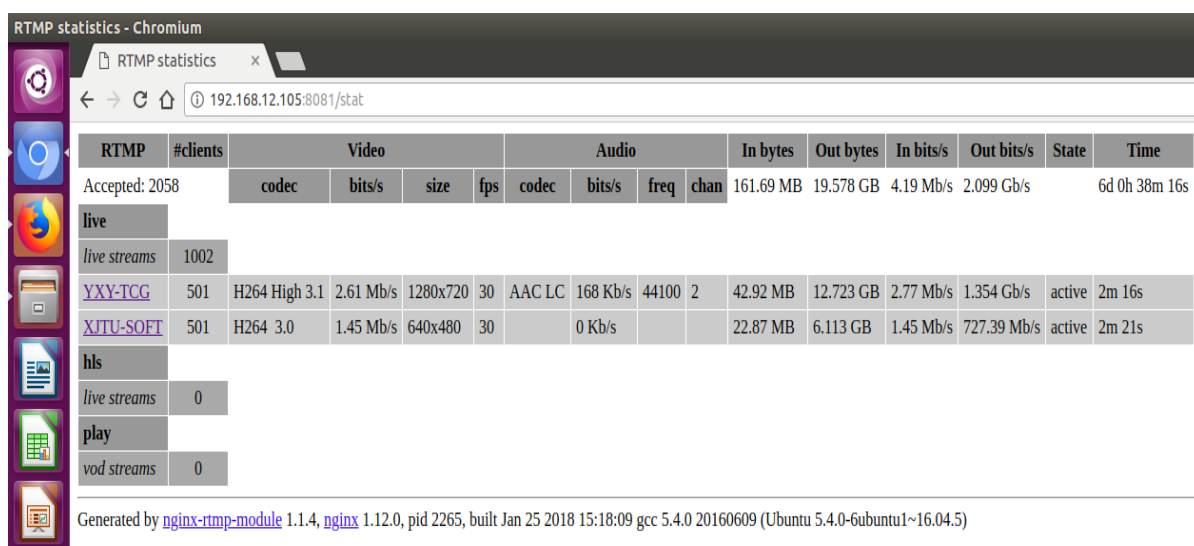 RTMP statistics - Chromium
RTMP statistics ×
192.168.12.105:8081/stat
RTMP #clients Video Audio In bytes Out bytes In bits/s Out bits/s State Time
Accepted: 2058 codec bits/s size fps codec bits/s freq chan 161.69 MB 19.578 GB 4.19 Mb/s 2.099 Gb/s 6d 0h 38m 16s
live
live streams 1002
YXY-TCG 501 H264 High 3.1 2.61 Mb/s 1280x720 30 AAC LC 168 Kb/s 44100 2 42.92 MB 12.723 GB 2.77 Mb/s 1.354 Gb/s active 2m 16s
XJTU-SOFT 501 H264 3.0 1.45 Mb/s 640x480 30 0 Kb/s 22.87 MB 6.113 GB 1.45 Mb/s 727.39 Mb/s active 2m 21s
hls
live streams 0
play
vod streams 0
Generated by nginx-rtmp-module 1.1.4, nginx 1.12.0, pid 2265, built Jan 25 2018 15:18:09 gcc 5.4.0 20160609 (Ubuntu 5.4.0-6ubuntu1~16.04.5)